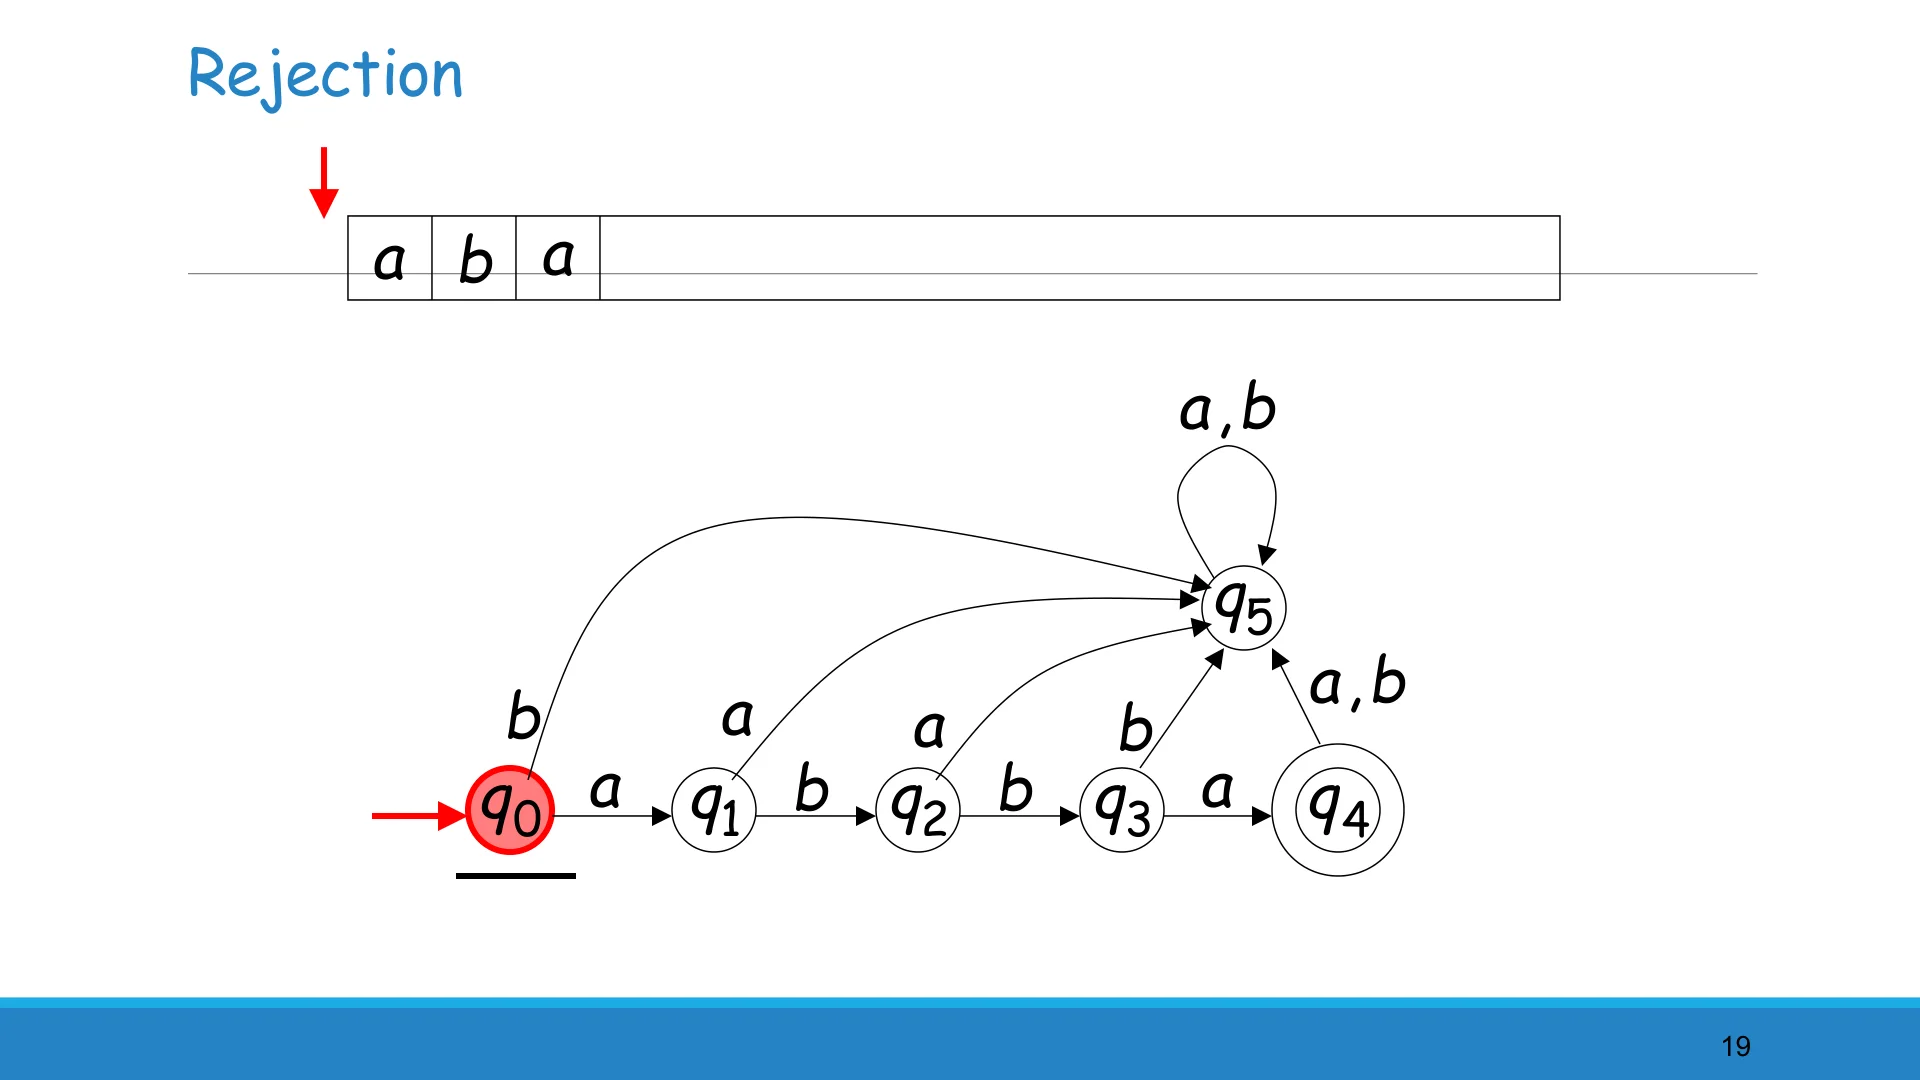 Rejection
a b a
a,b
q5
a,b
b a a b
a b b a
q0 q1 q2 q3 q4
19